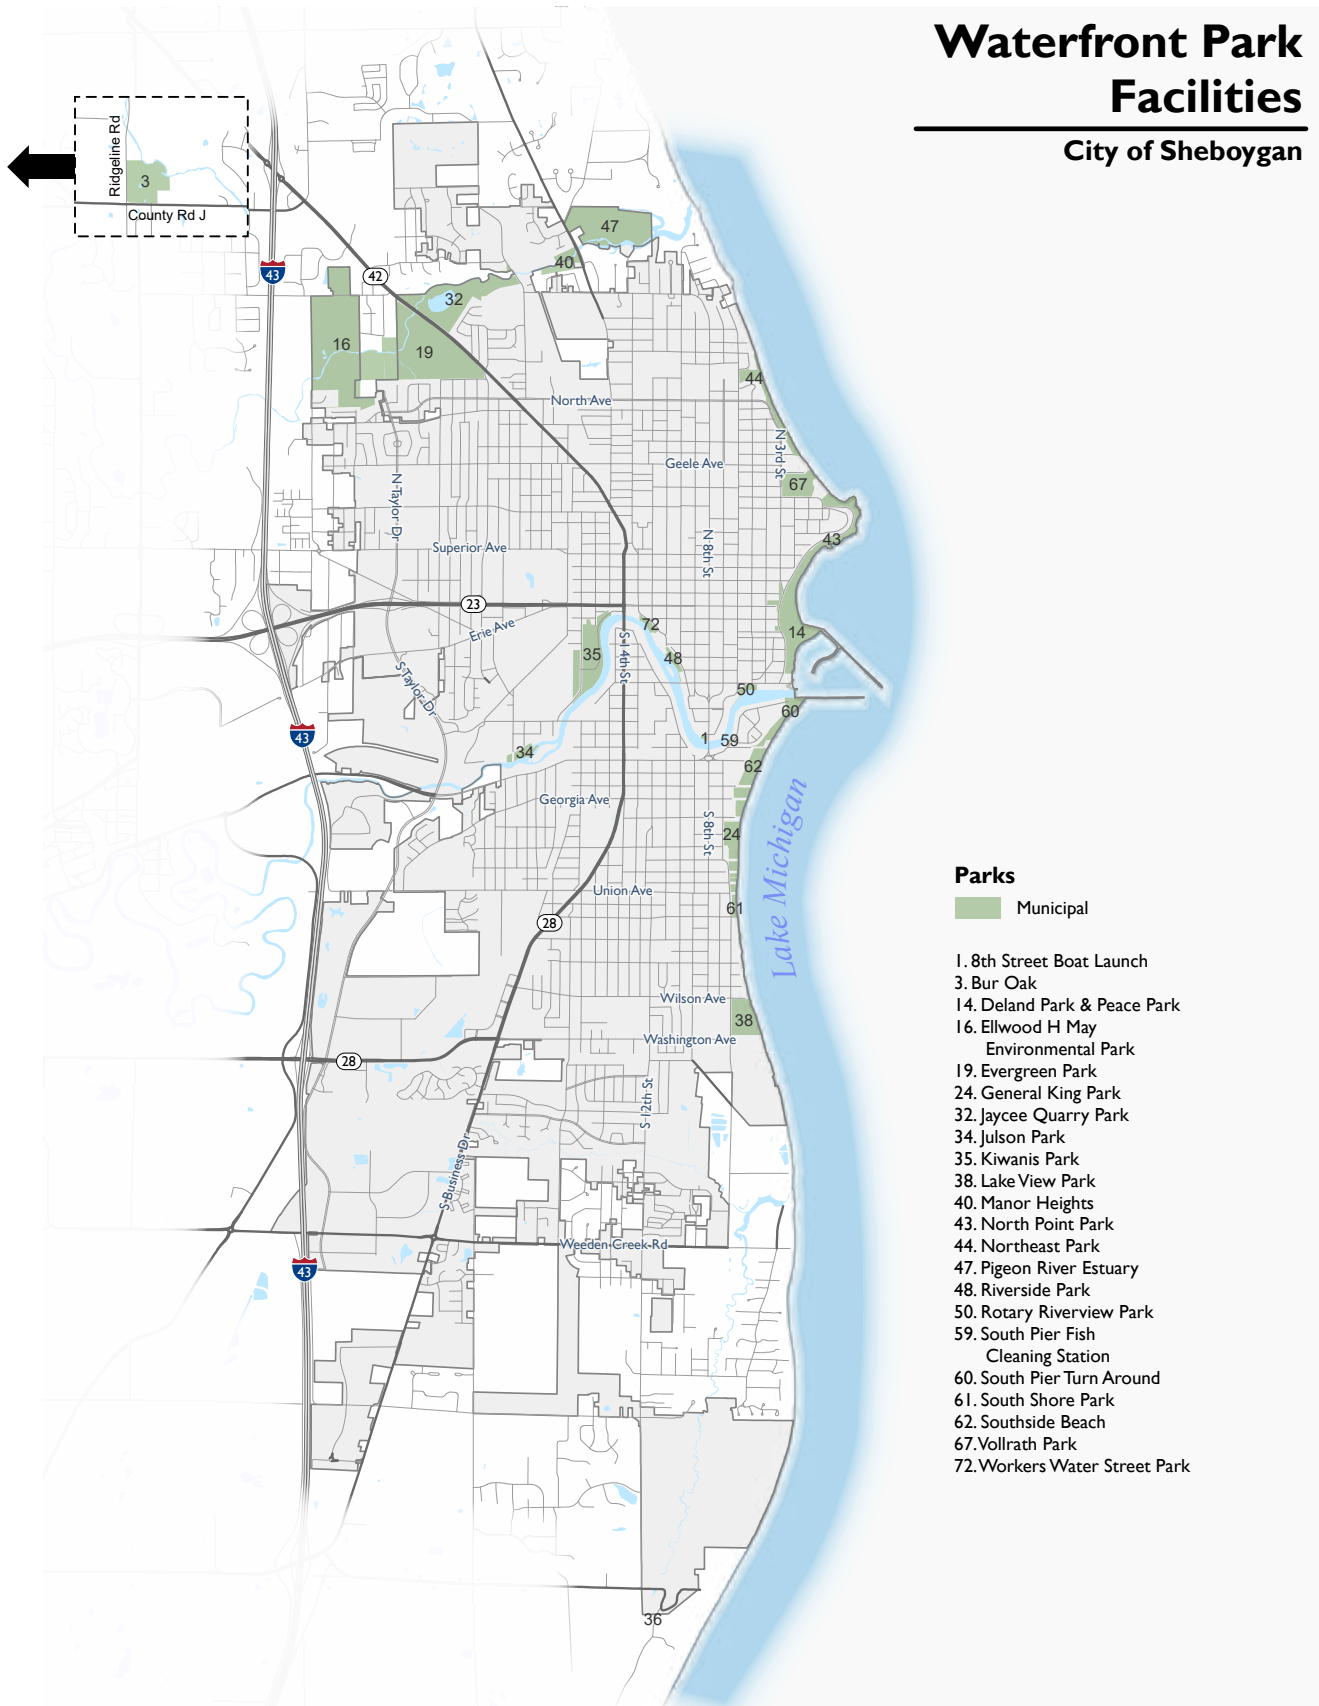 Waterfront Park
Facilities
City of Sheboygan
Ridgeline Rd
3
County Rd J
47
40
43
42
32
16
19
44
North Ave
N 3rd St
Geele Ave
67
N Taylor Dr
43
N 8th St
Superior Ave
23
Erie Ave
72
14
35
S 14th St
48
S Taylor Dr
50
60
43
1
59
34
62
Georgia Ave
Lake Michigan
S 8th St
24
Union Ave
61
28
Wilson Ave
38
Washington Ave
28
S 12th St
S Business Dr
Weeden Creek Rd
43
36
Parks
Municipal
1. 8th Street Boat Launch
3. Bur Oak
14. Deland Park & Peace Park
16. Ellwood H May
Environmental Park
19. Evergreen Park
24. General King Park
32. Jaycee Quarry Park
34. Julson Park
35. Kiwanis Park
38. Lake View Park
40. Manor Heights
43. North Point Park
44. Northeast Park
47. Pigeon River Estuary
48. Riverside Park
50. Rotary Riverview Park
59. South Pier Fish
Cleaning Station
60. South Pier Turn Around
61. South Shore Park
62. Southside Beach
67. Vollrath Park
72. Workers Water Street Park